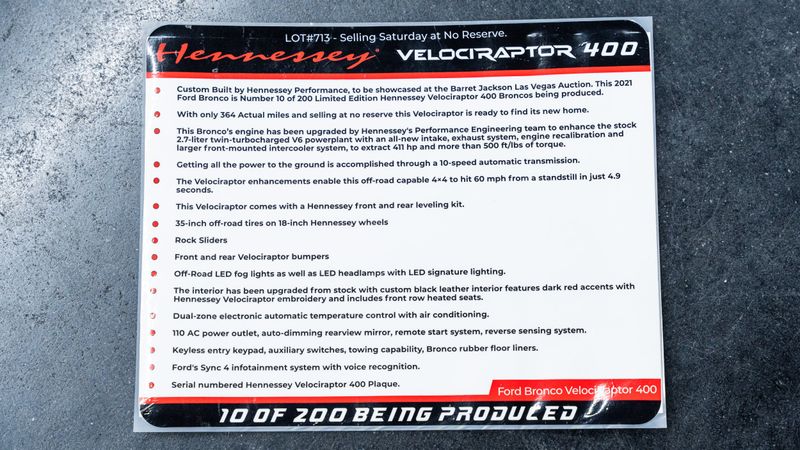 LOT#713 - Selling Saturday at No Reserve.
Hennessey® VELOCIRAPTOR 400
Custom Built by Hennessey Performance, to be showcased at the Barret Jackson Las Vegas Auction. This 2021
Ford Bronco is Number 10 of 200 Limited Edition Hennessey Velociraptor 400 Broncos being produced.
With only 364 Actual miles and selling at no reserve this Velociraptor is ready to find its new home.
This Bronco's engine has been upgraded by Hennessey's Performance Engineering team to enhance the stock
2.7-liter twin-turbocharged V6 powerplant with an all-new intake, exhaust system, engine recalibration and
larger front-mounted intercooler system, to extract 411 hp and more than 500 ft/lbs of torque.
Getting all the power to the ground is accomplished through a 10-speed automatic transmission.
The Velociraptor enhancements enable this off-road capable 4×4 to hit 60 mph from a standstill in just 4.9
seconds.
This Velociraptor comes with a Hennessey front and rear leveling kit.
35-inch off-road tires on 18-inch Hennessey wheels
Rock Sliders
Front and rear Velociraptor bumpers
Off-Road LED fog lights as well as LED headlamps with LED signature lighting.
The interior has been upgraded from stock with custom black leather interior features dark red accents with
Hennessey Velociraptor embroidery and includes front row heated seats.
Dual-zone electronic automatic temperature control with air conditioning.
110 AC power outlet, auto-dimming rearview mirror, remote start system, reverse sensing system.
Keyless entry keypad, auxiliary switches, towing capability, Bronco rubber floor liners.
Ford's Sync 4 infotainment system with voice recognition.
Serial numbered Hennessey Velociraptor 400 Plaque.
Ford Bronco Velociraptor 400
10 OF 200 BEING PRODUCED